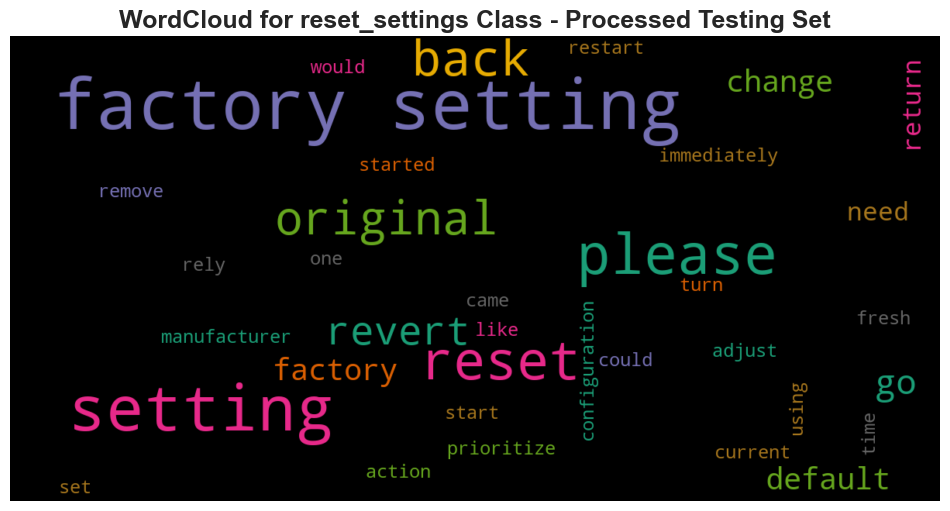 WordCloud for reset_settings Class - Processed Testing Set
back
restart
would
factory setting
change
return
started
immediately
remove
original
need
please
rely
one
turn
came
configuration
fresh
manufacturer
revert
like
could
adjust
factory
reset
go
setting
start
using
time
prioritize
current
action
default
set